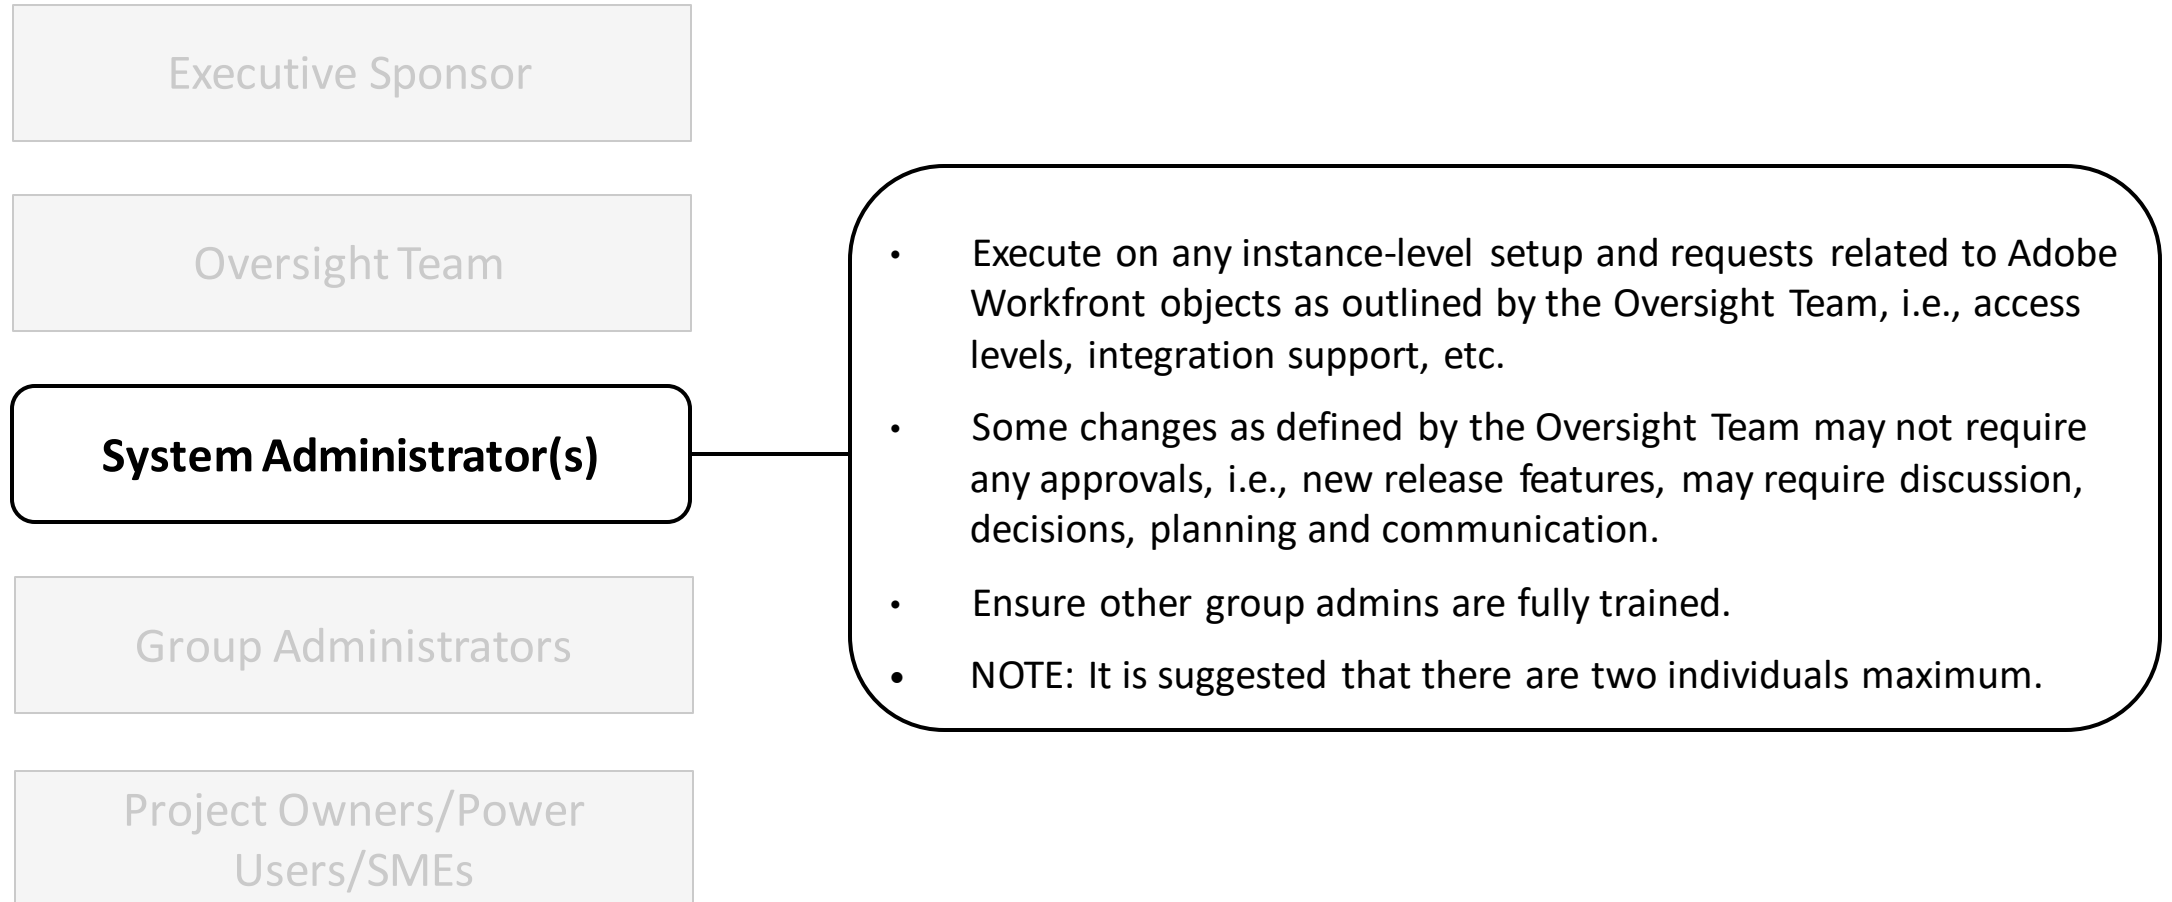 Executive Sponsor
Oversight Team
System Administrator(s)
Group Administrators
Project Owners/Power
Users/SMEs
• Execute on any instance-level setup and requests related to Adobe
Workfront objects as outlined by the Oversight Team, i.e., access
levels, integration support, etc.
• Some changes as defined by the Oversight Team may not require
any approvals, i.e., new release features, may require discussion,
decisions, planning and communication.
• Ensure other group admins are fully trained.
• NOTE: It is suggested that there are two individuals maximum.